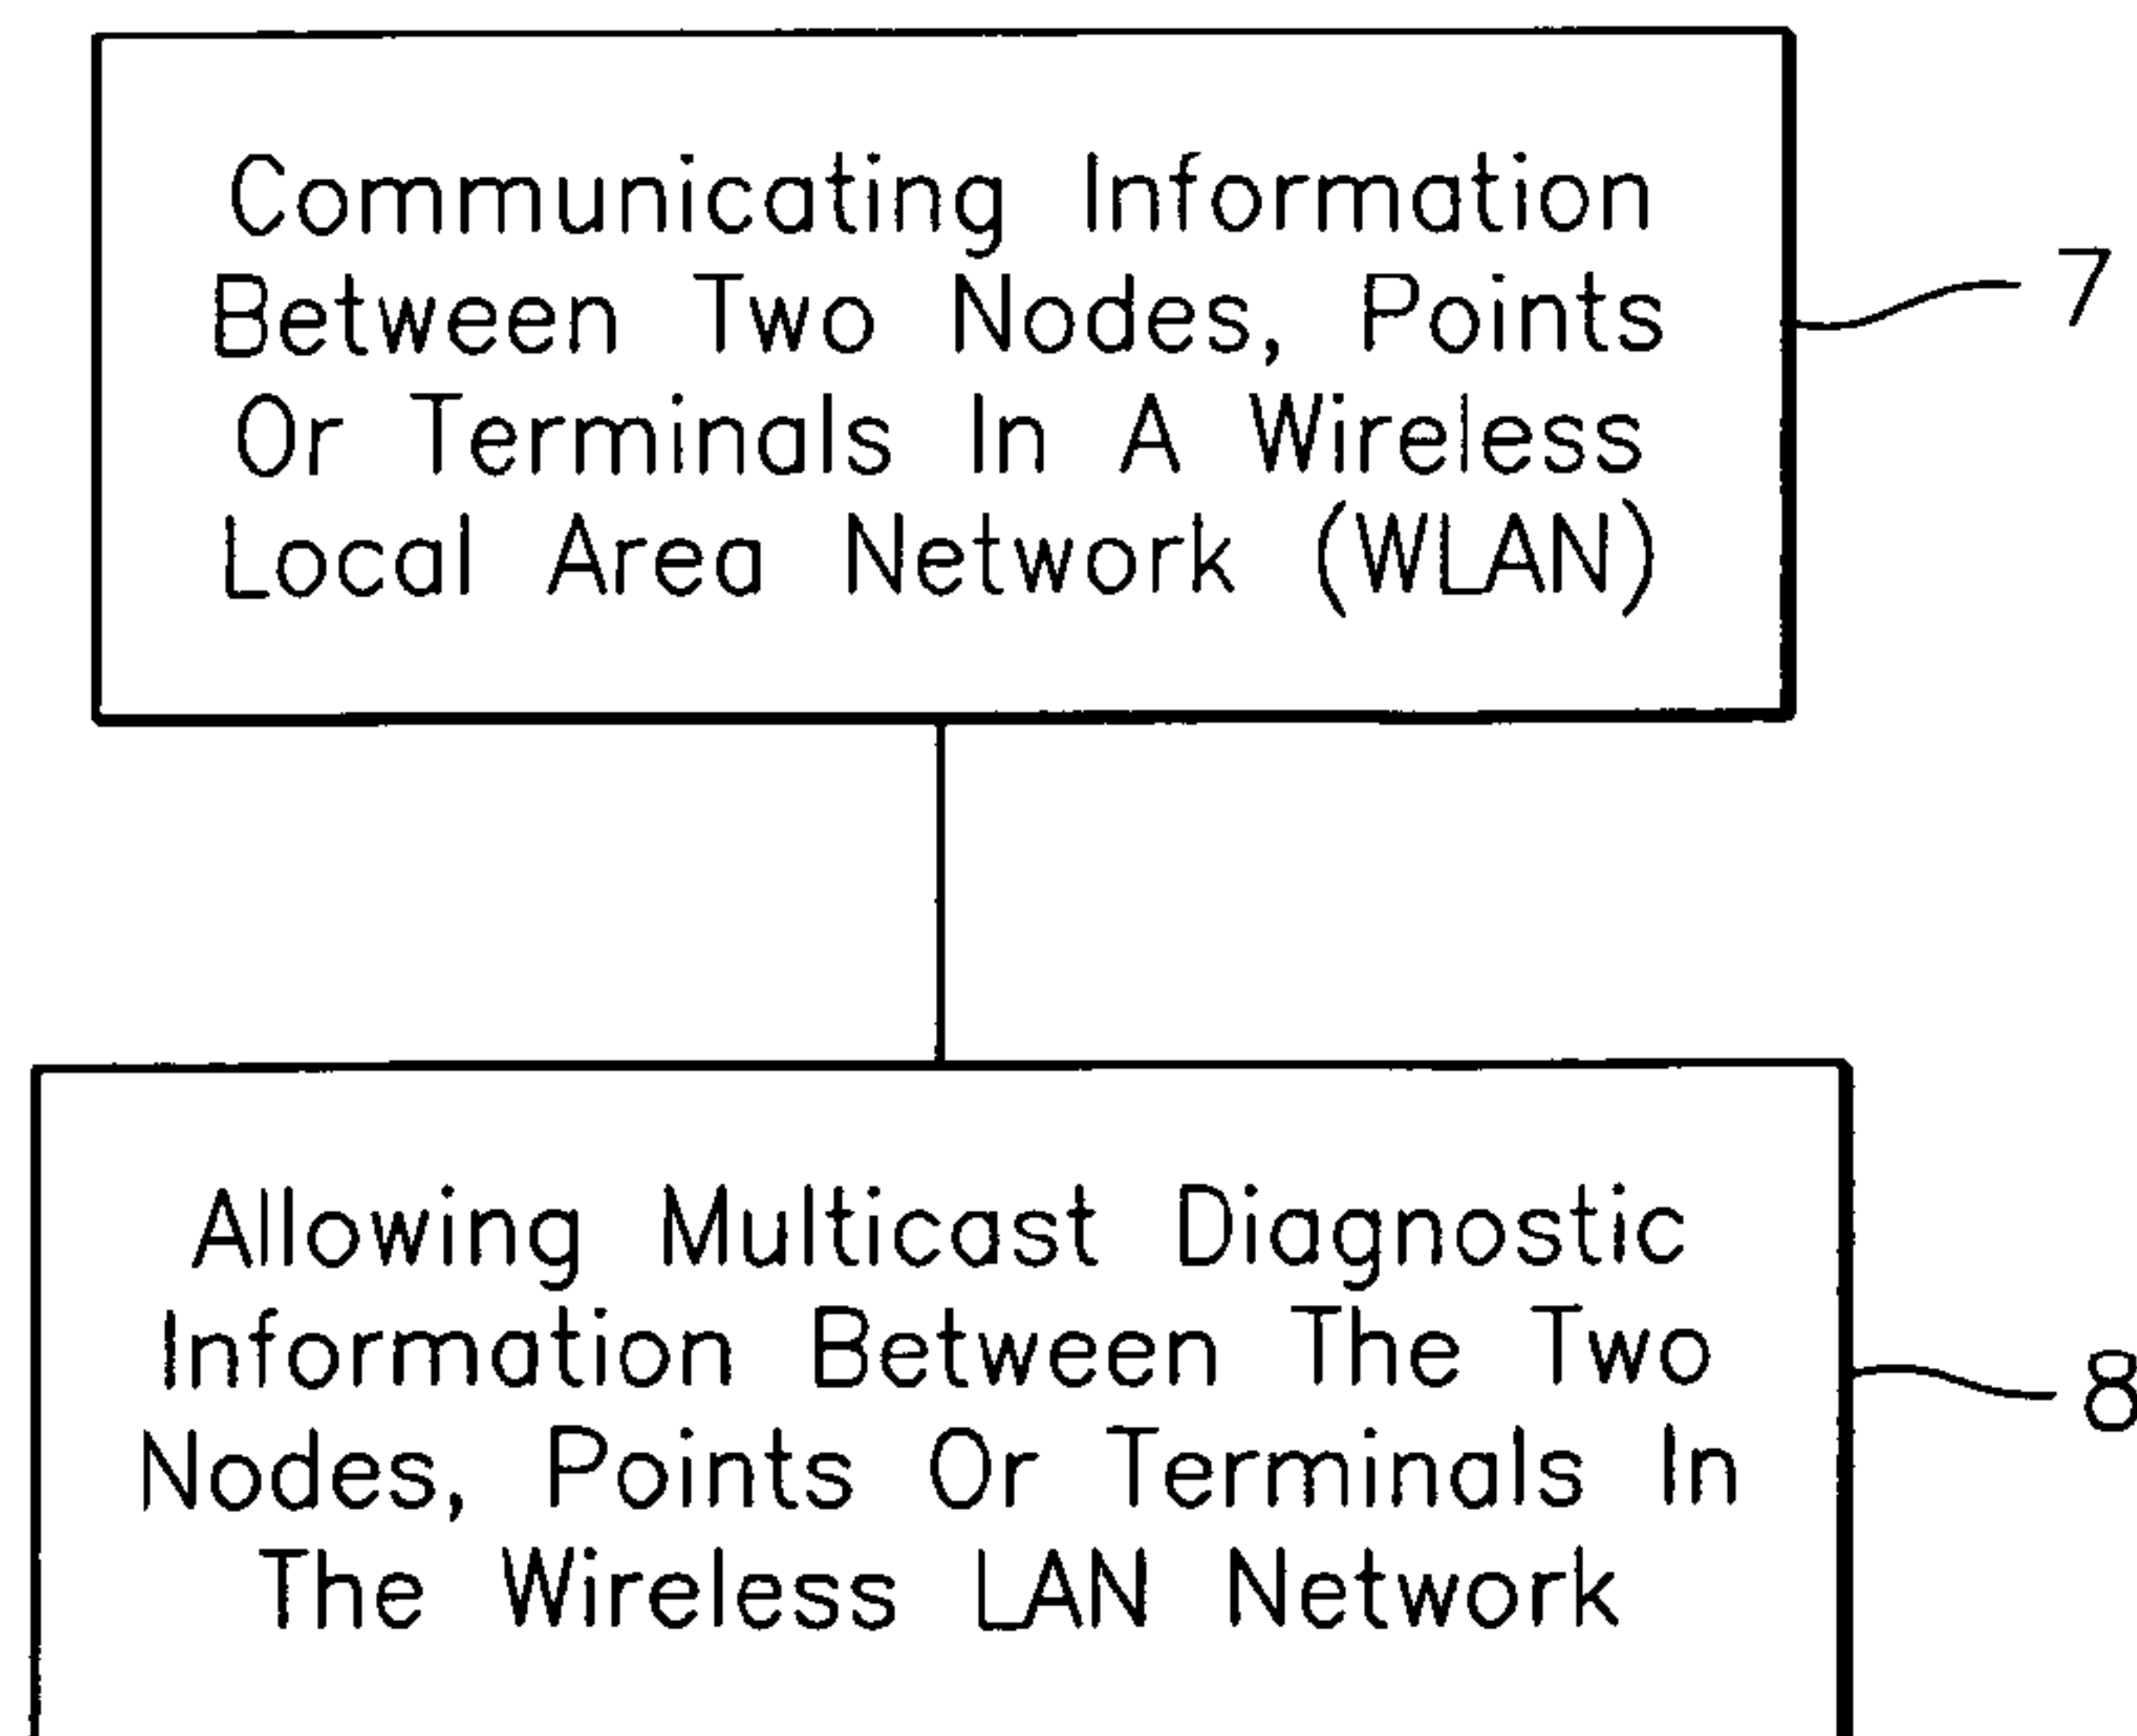 Communicating Information
Between Two Nodes, Points
Or Terminals In A Wireless
Local Area Network (WLAN)
7
Allowing Multicast Diagnostic
Information Between The Two
Nodes, Points Or Terminals In
The Wireless LAN Network
8